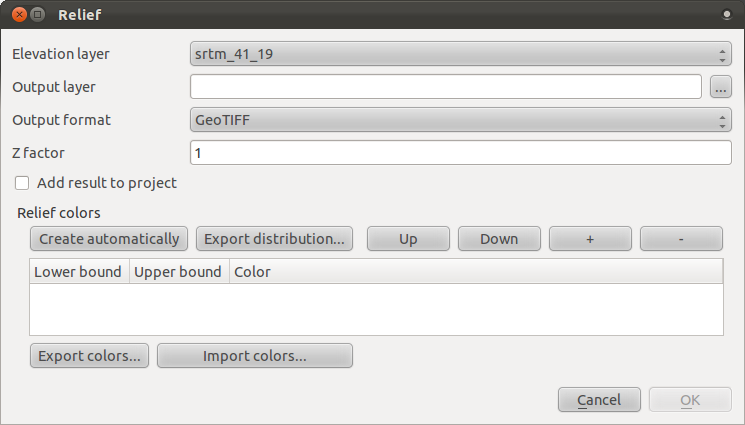 Relief
Elevation layer srtm_41_19
Output layer ...
Output format GeoTIFF
Z factor 1
Add result to project
Relief colors
Create automatically Export distribution... Up Down + -
Lower bound Upper bound Color
Export colors... Import colors...
Cancel OK